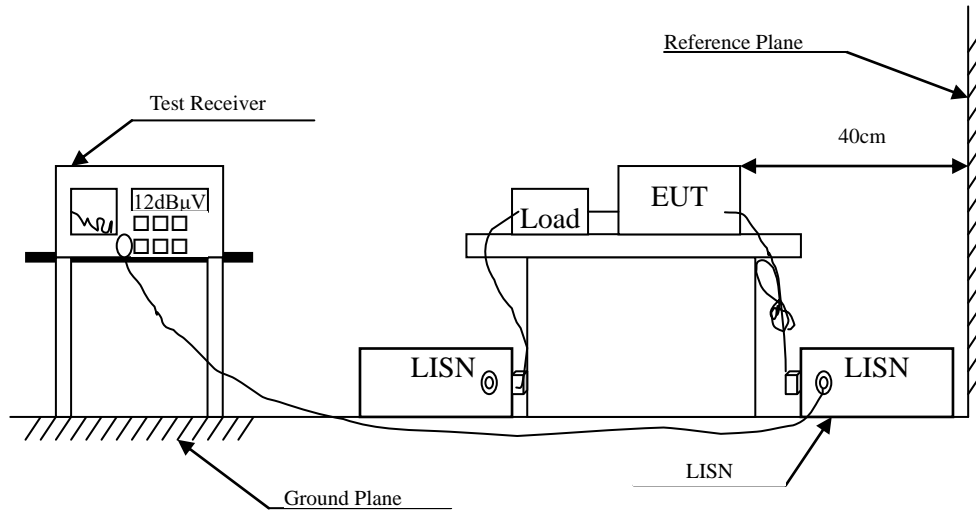 Reference Plane
Test Receiver
40cm
12dBµV
Load
EUT
LISN
LISN
LISN
Ground Plane